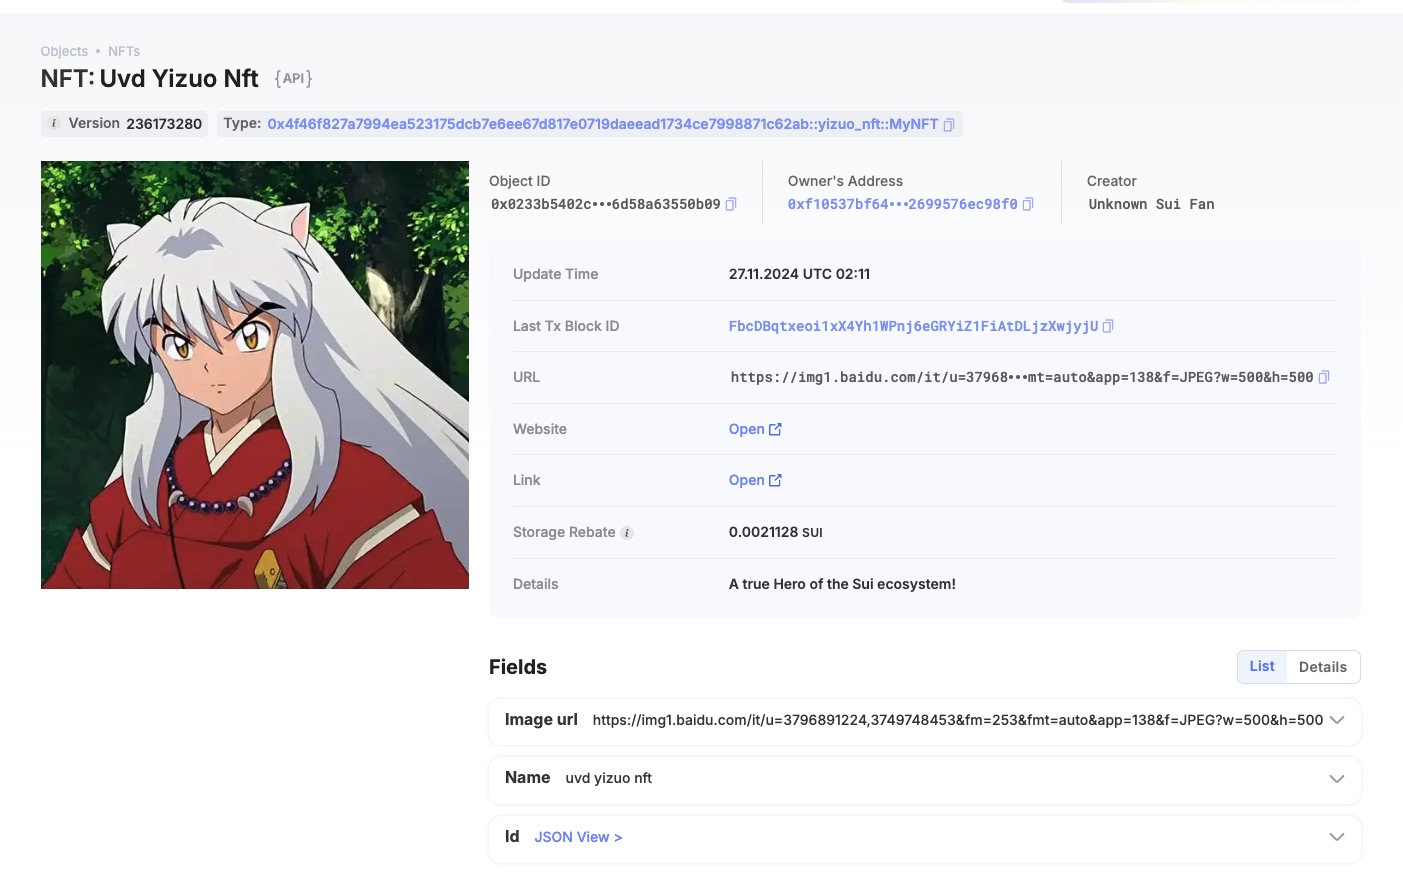 Objects • NFTs
NFT: Uvd Yizuo Nft {API}
i Version 236173280 Type: 0x4f46f827a7994ea523175dcb7e6ee67d817e0719daeead1734ce7998871c62ab::yizuo_nft::MyNFT
Object ID
0x0233b5402c•••6d58a63550b09
Owner's Address
0xf10537bf64•••2699576ec98f0
Creator
Unknown Sui Fan
Update Time 27.11.2024 UTC 02:11
Last Tx Block ID FbcDBqtxeoi1xX4Yh1WPnj6eGRYiZ1FiAtDLjzXwjyjU
URL https://img1.baidu.com/it/u=37968•••mt=auto&app=138&f=JPEG?w=500&h=500
Website Open
Link Open
Storage Rebate i 0.0021128 SUI
Details A true Hero of the Sui ecosystem!
Fields
List Details
Image url https://img1.baidu.com/it/u=3796891224,3749748453&fm=253&fmt=auto&app=138&f=JPEG?w=500&h=500
Name uvd yizuo nft
Id JSON View >